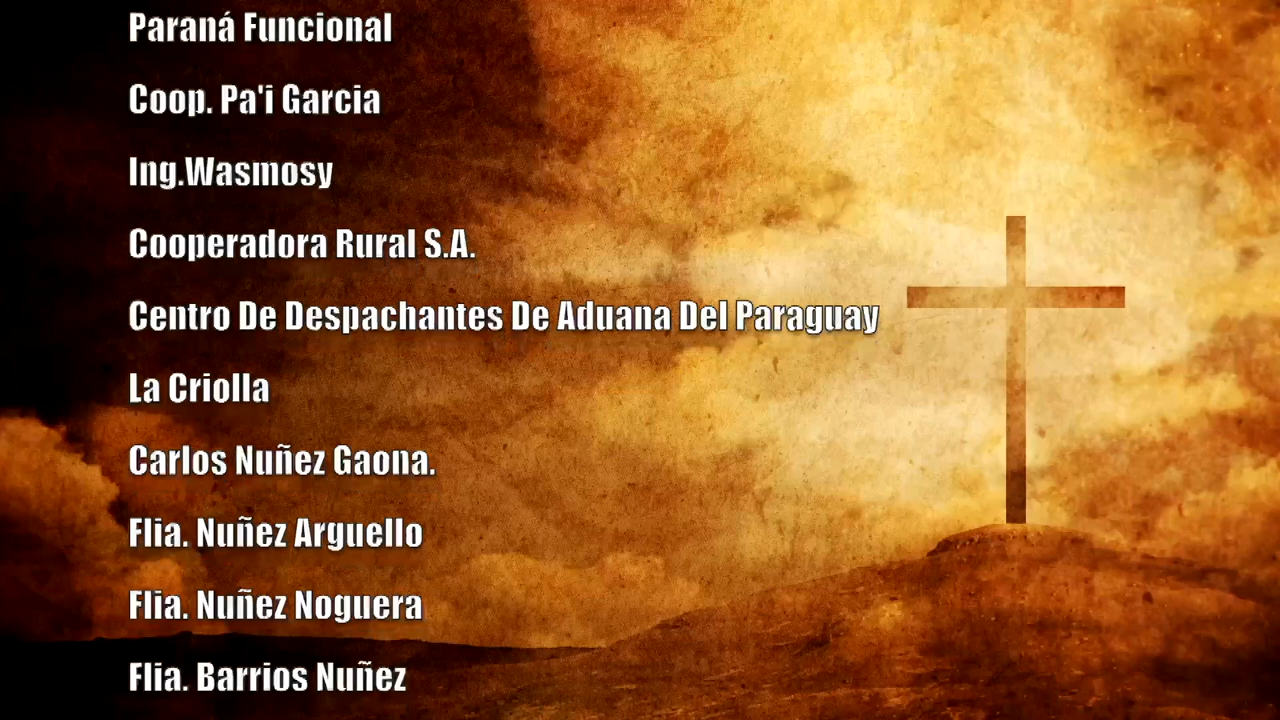 Paraná Funcional
Coop. Pa'i Garcia
Ing.Wasmosy
Cooperadora Rural S.A.
Centro De Despachantes De Aduana Del Paraguay
La Criolla
Carlos Nuñez Gaona.
Flia. Nuñez Arguello
Flia. Nuñez Noguera
Flia. Barrios Nuñez